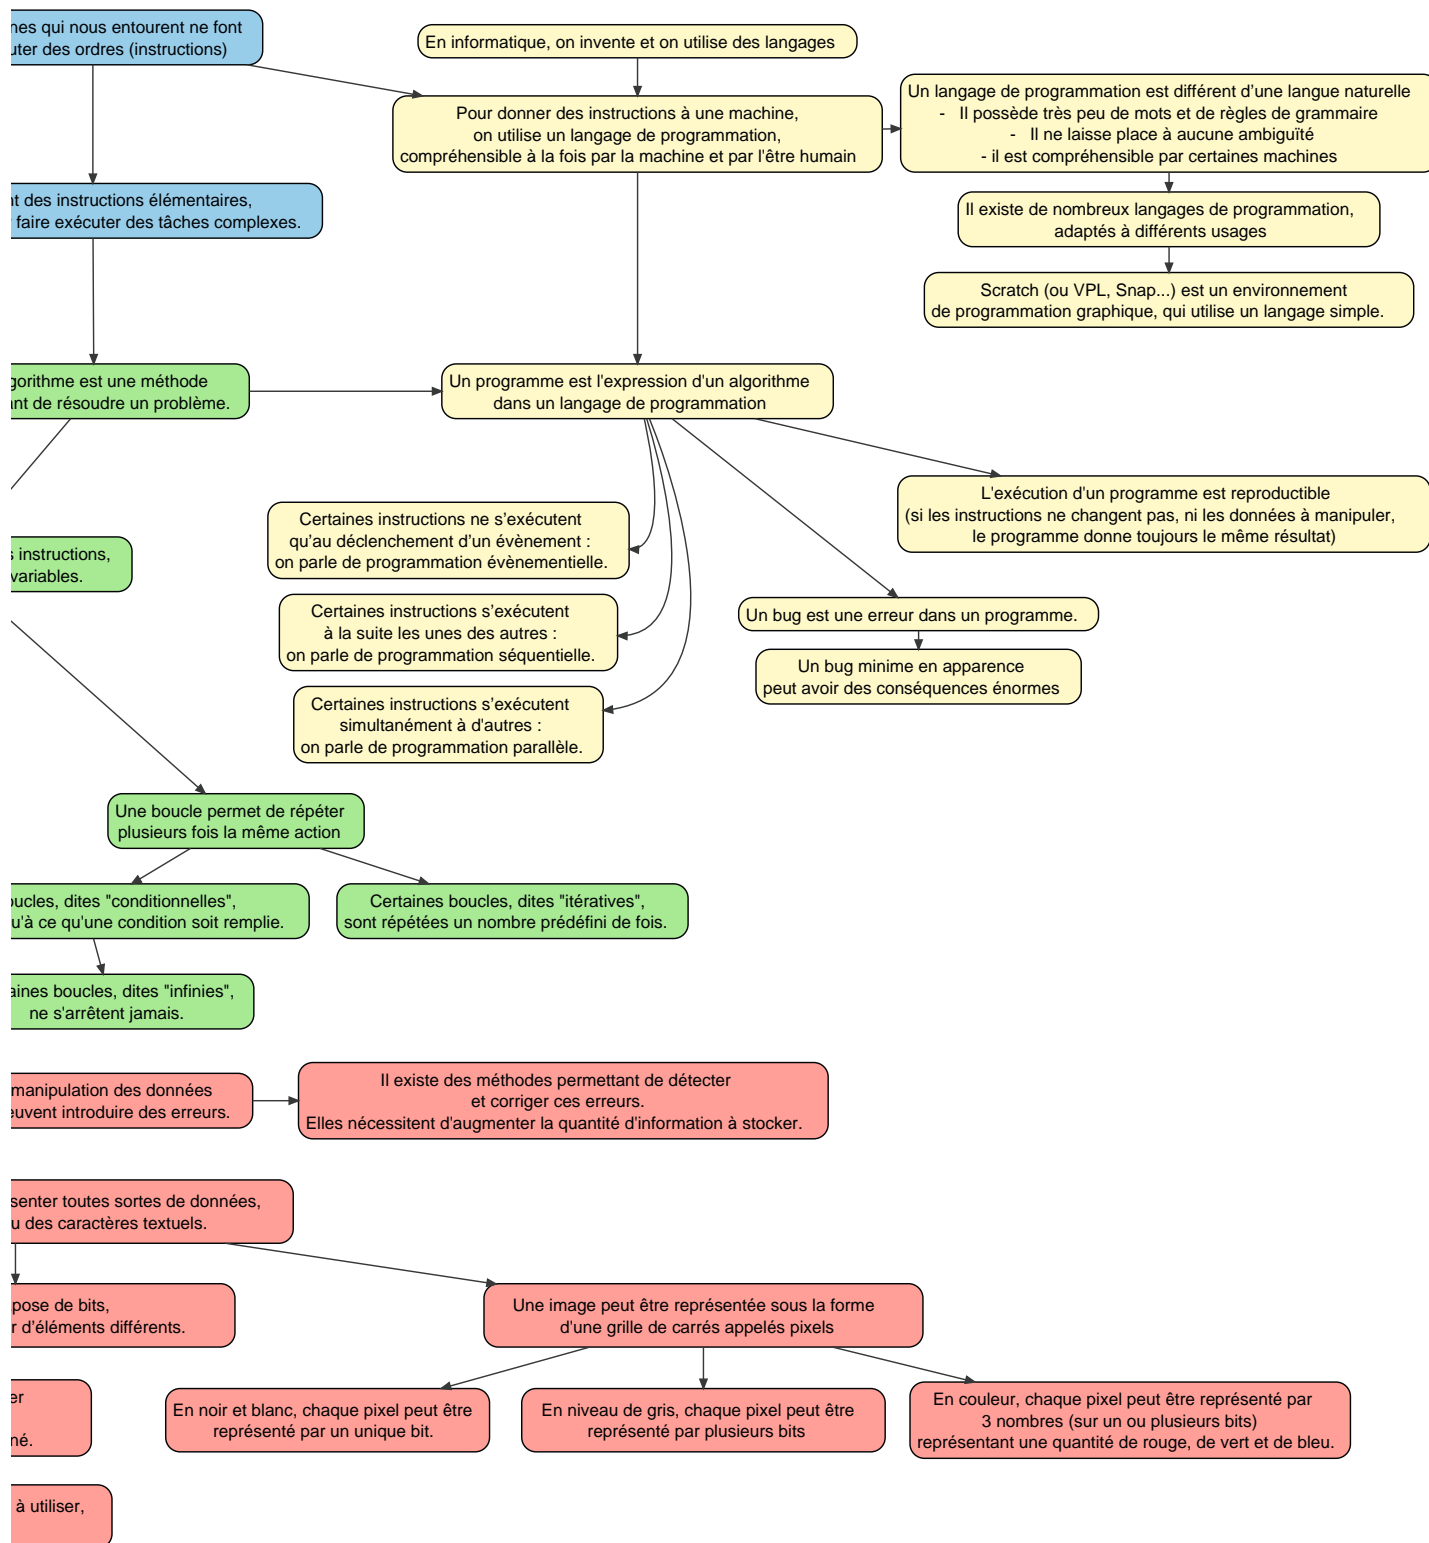 nes qui nous entourent ne font
uter des ordres (instructions)
En informatique, on invente et on utilise des langages
Pour donner des instructions à une machine,
on utilise un langage de programmation,
compréhensible à la fois par la machine et par l'être humain
Un langage de programmation est différent d’une langue naturelle
- Il possède très peu de mots et de règles de grammaire
- Il ne laisse place à aucune ambiguïté
- il est compréhensible par certaines machines
nt des instructions élémentaires,
faire exécuter des tâches complexes.
Il existe de nombreux langages de programmation,
adaptés à différents usages
Scratch (ou VPL, Snap...) est un environnement
de programmation graphique, qui utilise un langage simple.
gorithme est une méthode
ant de résoudre un problème.
Un programme est l'expression d'un algorithme
dans un langage de programmation
L'exécution d'un programme est reproductible
(si les instructions ne changent pas, ni les données à manipuler,
le programme donne toujours le même résultat)
Certaines instructions ne s’exécutent
qu’au déclenchement d’un évènement :
on parle de programmation évènementielle.
s instructions,
variables.
Certaines instructions s’exécutent
à la suite les unes des autres :
on parle de programmation séquentielle.
Un bug est une erreur dans un programme.
Un bug minime en apparence
peut avoir des conséquences énormes
Certaines instructions s’exécutent
simultanément à d'autres :
on parle de programmation parallèle.
Une boucle permet de répéter
plusieurs fois la même action
oucles, dites "conditionnelles",
u'à ce qu'une condition soit remplie.
Certaines boucles, dites "itératives",
sont répétées un nombre prédéfini de fois.
aines boucles, dites "infinies",
ne s'arrêtent jamais.
manipulation des données
euvent introduire des erreurs.
Il existe des méthodes permettant de détecter
et corriger ces erreurs.
Elles nécessitent d'augmenter la quantité d'information à stocker.
senter toutes sortes de données,
u des caractères textuels.
pose de bits,
r d’éléments différents.
Une image peut être représentée sous la forme
d'une grille de carrés appelés pixels
er
né.
En noir et blanc, chaque pixel peut être
représenté par un unique bit.
En niveau de gris, chaque pixel peut être
représenté par plusieurs bits
En couleur, chaque pixel peut être représenté par
3 nombres (sur un ou plusieurs bits)
représentant une quantité de rouge, de vert et de bleu.
à utiliser,